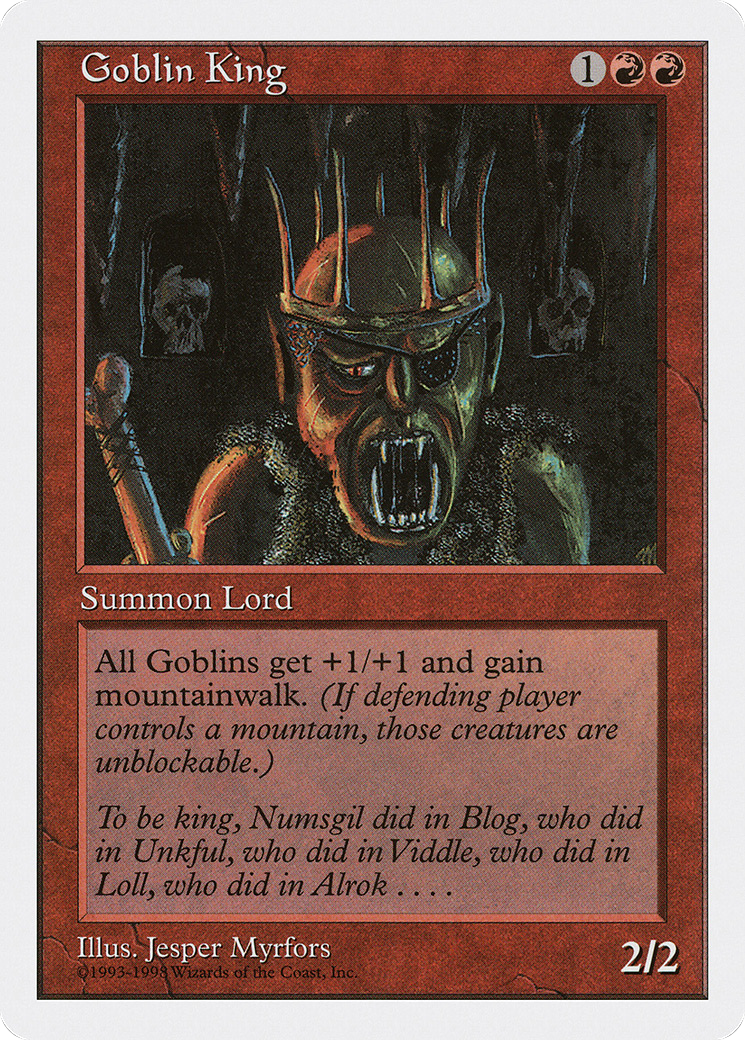 Goblin King 1
Summon Lord
All Goblins get +1/+1 and gain
mountainwalk. (If defending player
controls a mountain, those creatures are
unblockable.)
To be king, Numsgil did in Blog, who did
in Unkful, who did in Viddle, who did in
Loll, who did in Alrok . . . .
Illus. Jesper Myrfors
©1993-1998 Wizards of the Coast, Inc.
2/2